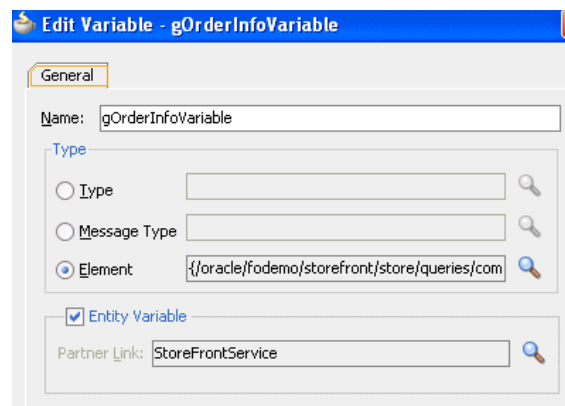 Edit Variable - gOrderInfoVariable
General
Name: gOrderInfoVariable
Type
Type
Message Type
Element {/oracle/fodemo/storefront/store/queries/com
Entity Variable
Partner Link: StoreFrontService